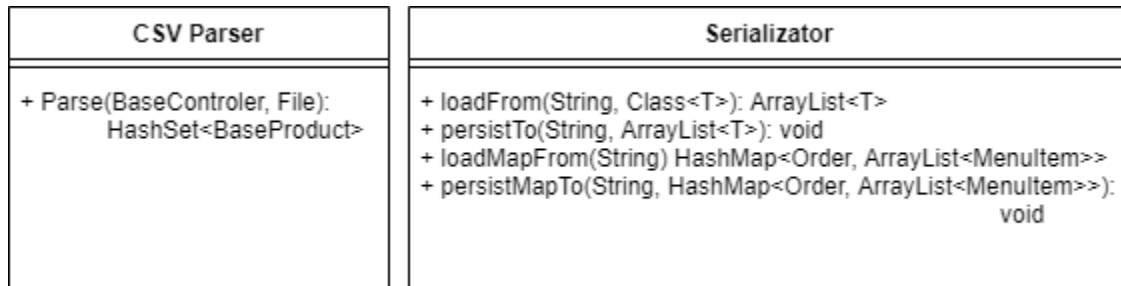 CSV Parser
+ Parse(BaseControler, File):
HashSet<BaseProduct>
Serializator
+ loadFrom(String, Class<T>): ArrayList<T>
+ persistTo(String, ArrayList<T>): void
+ loadMapFrom(String) HashMap<Order, ArrayList<MenuItem>>
+ persistMapTo(String, HashMap<Order, ArrayList<MenuItem>>):
void